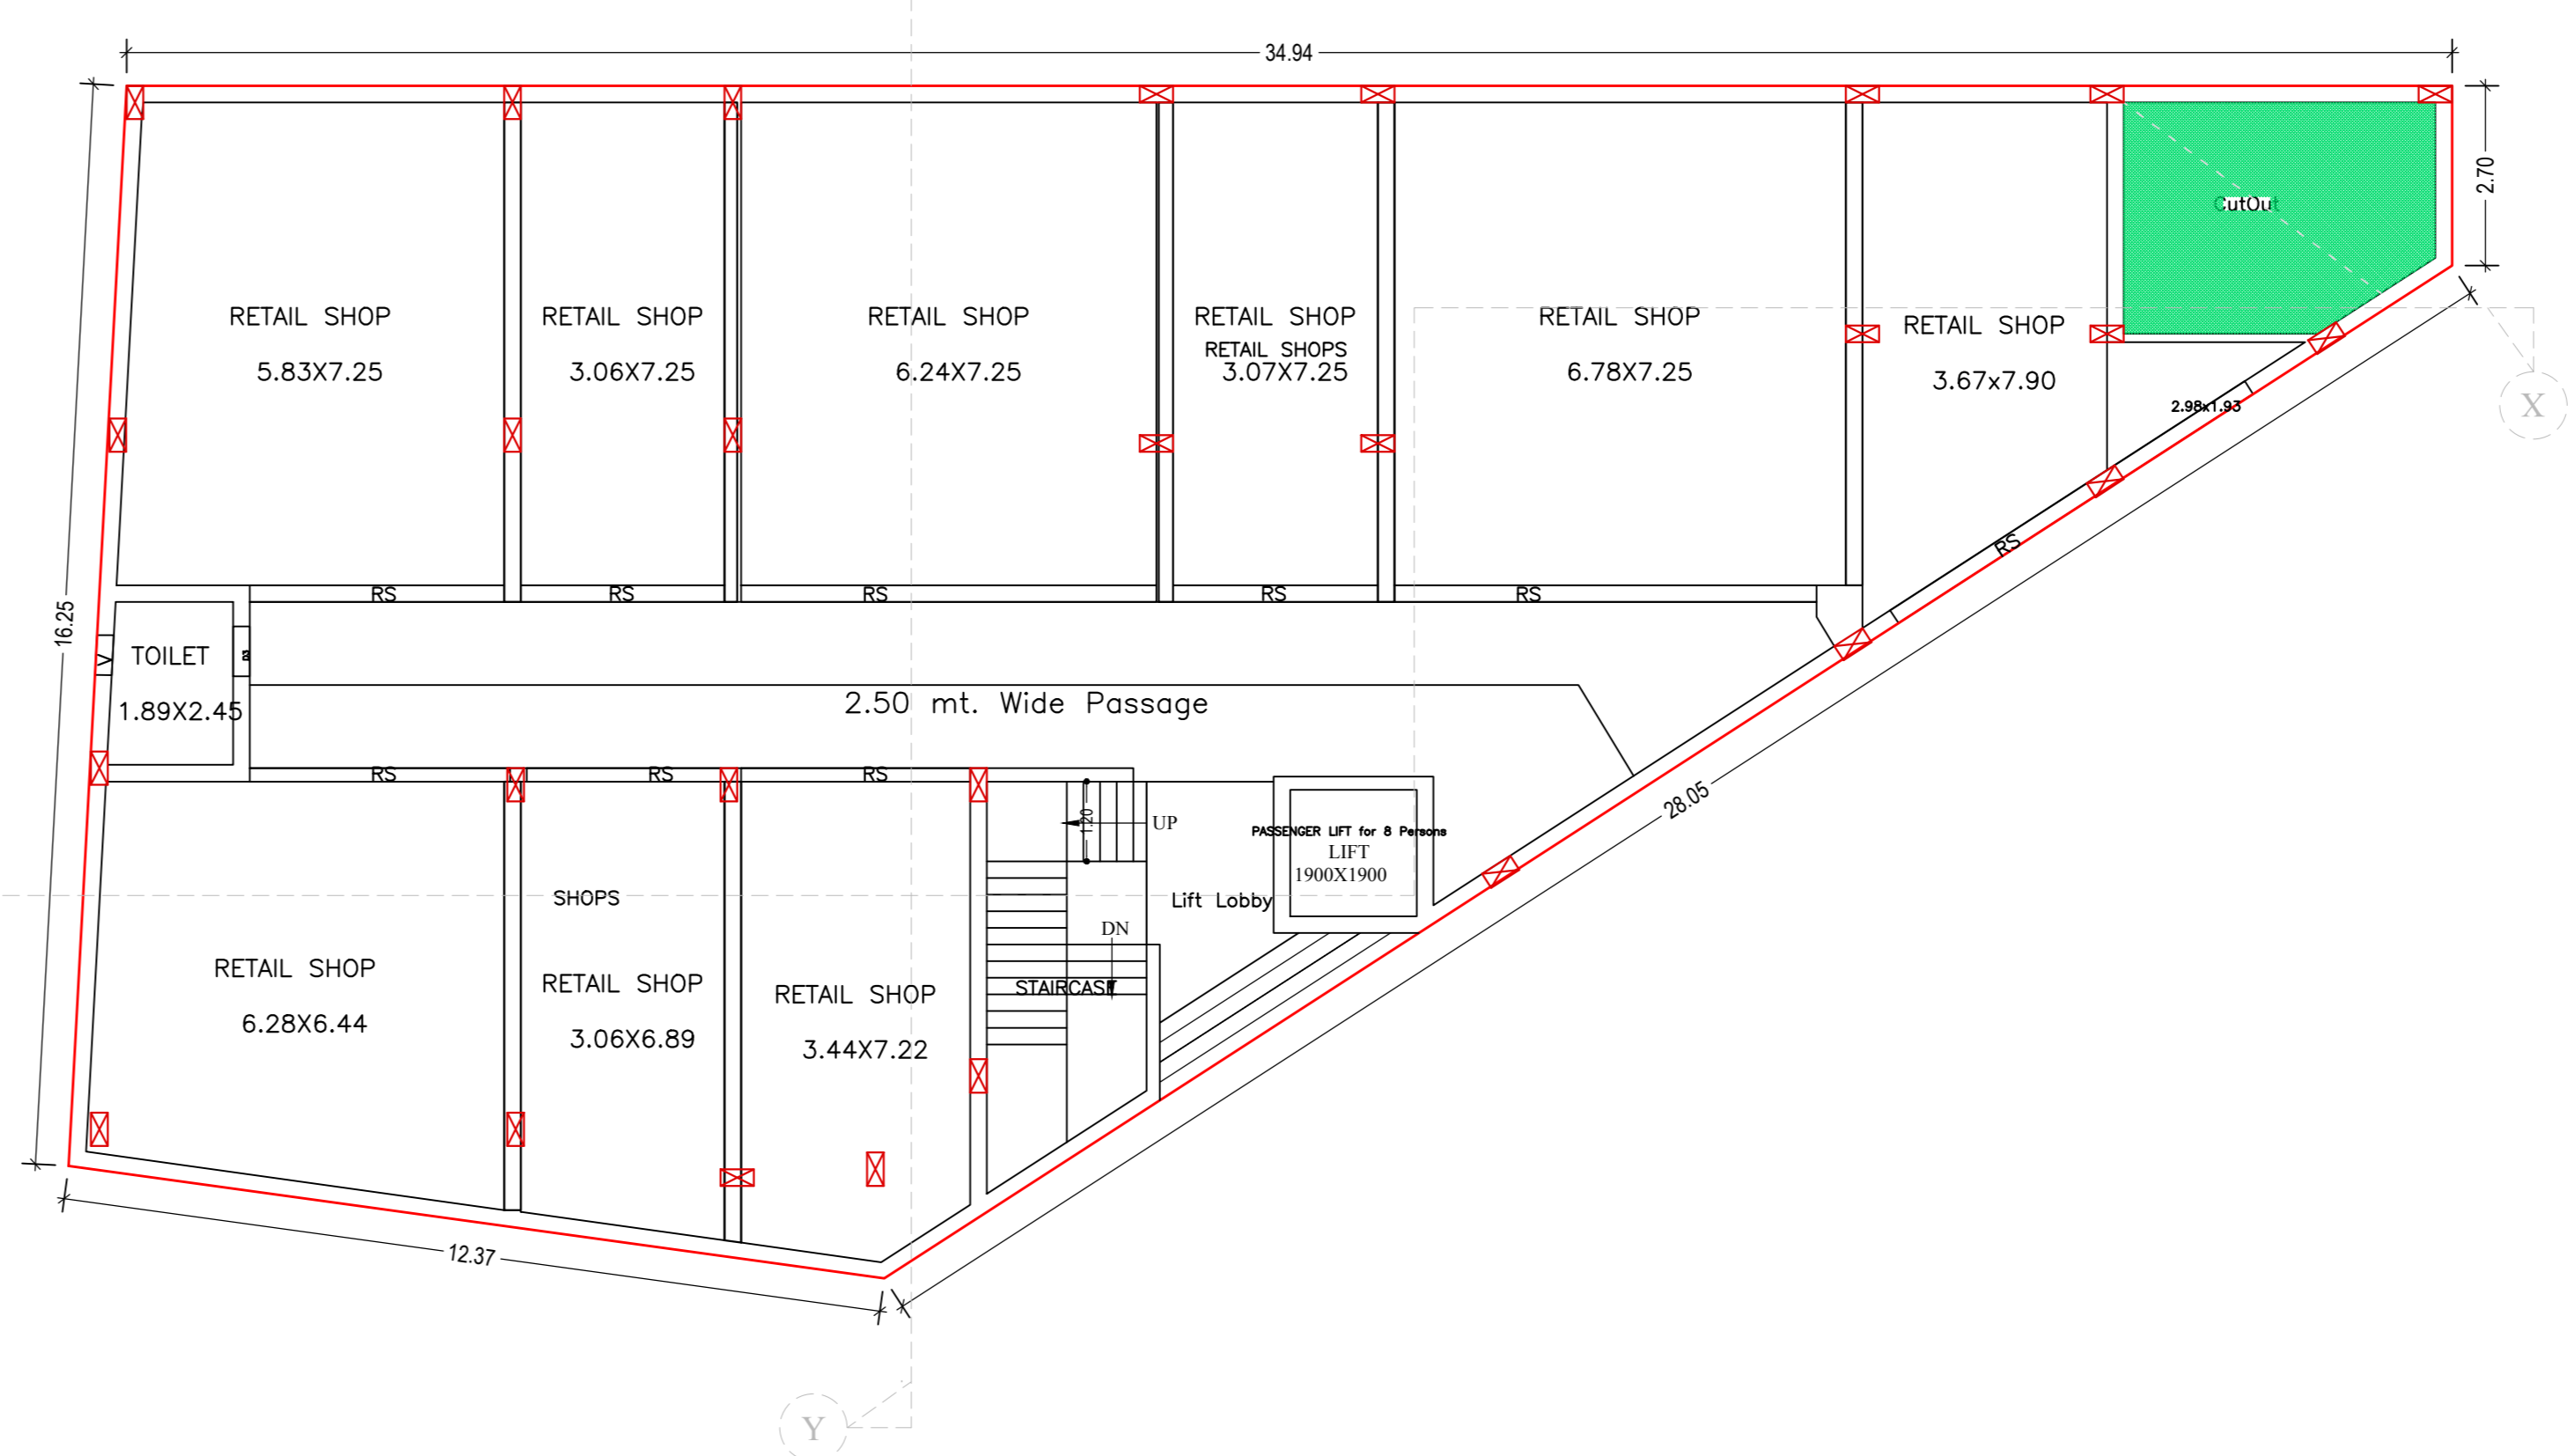 34.94
2.70
CutOut
RETAIL SHOP
5.83X7.25
RETAIL SHOP
3.06X7.25
RETAIL SHOP
6.24X7.25
RETAIL SHOP
RETAIL SHOPS
3.07X7.25
RETAIL SHOP
6.78X7.25
RETAIL SHOP
3.67x7.90
2.98x1.93
X
RS
RS
RS
RS
RS
RS
16.25
TOILET
1.89X2.45
V
2.50 mt. Wide Passage
RS
RS
RS
28.05
1.20
UP
PASSENGER LIFT for 8 Persons
LIFT
1900X1900
Lift Lobby
SHOPS
DN
STAIRCASE
RETAIL SHOP
6.28X6.44
RETAIL SHOP
3.06X6.89
RETAIL SHOP
3.44X7.22
12.37
Y